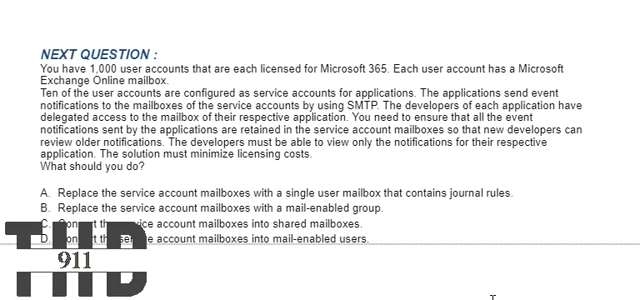 NEXT QUESTION :
You have 1,000 user accounts that are each licensed for Microsoft 365. Each user account has a Microsoft
Exchange Online mailbox.
Ten of the user accounts are configured as service accounts for applications. The applications send event
notifications to the mailboxes of the service accounts by using SMTP. The developers of each application have
delegated access to the mailbox of their respective application. You need to ensure that all the event
notifications sent by the applications are retained in the service account mailboxes so that new developers can
review older notifications. The developers must be able to view only the notifications for their respective
application. The solution must minimize licensing costs.
What should you do?
A. Replace the service account mailboxes with a single user mailbox that contains journal rules.
B. Replace the service account mailboxes with a mail-enabled group.
C. account mailboxes into shared mailboxes.
D. account mailboxes into mail-enabled users.
THD
911